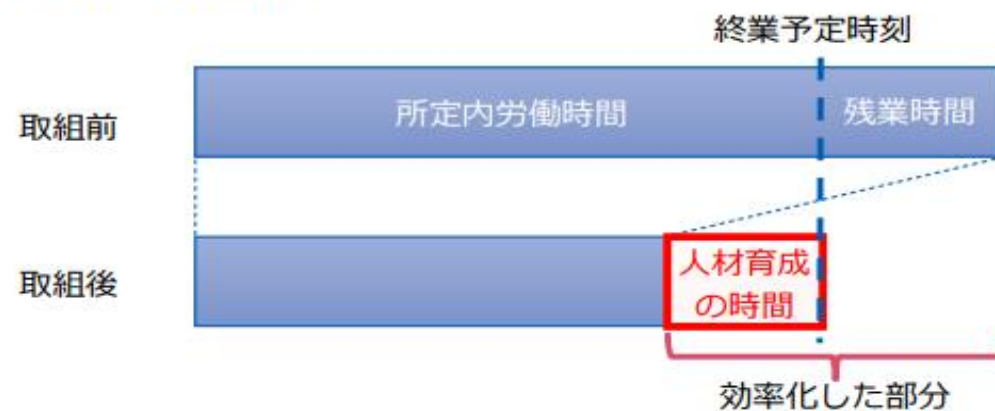 終業予定時刻
取組前
所定内労働時間
残業時間
取組後
人材育成
の時間
効率化した部分